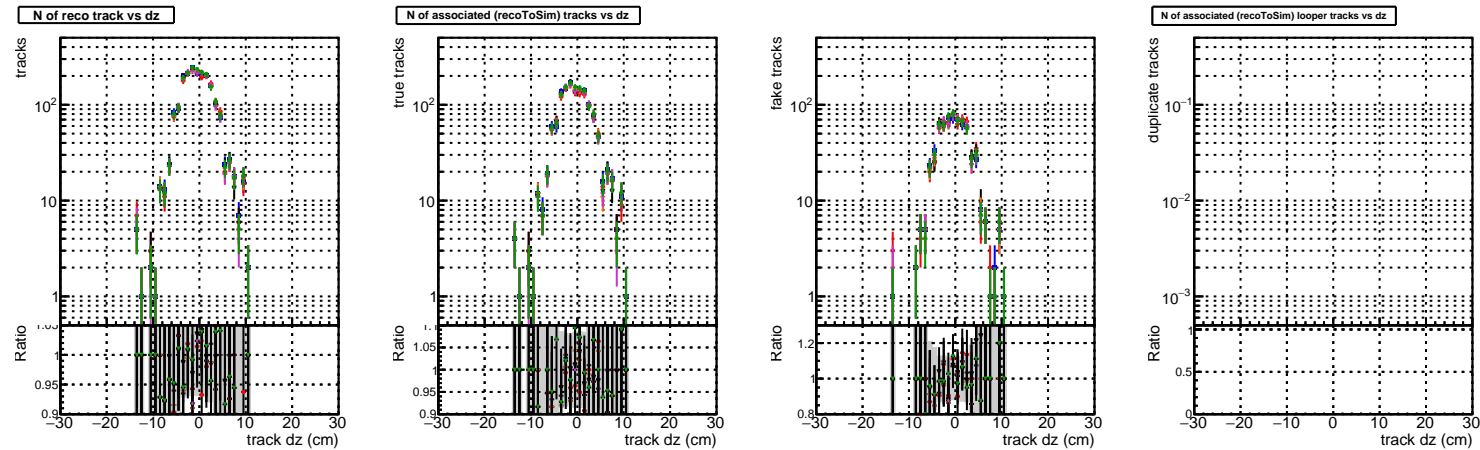 N of reco track vs dz
tracks
10²
10
1
Ratio
1.05
1
0.95
0.9
−30 −20 −10 0 10 20 30
track dz (cm)
N of associated (recoToSim) tracks vs dz
true tracks
10²
10
1
Ratio
1.1
1.05
1
0.95
0.9
−30 −20 −10 0 10 20 30
track dz (cm)
fake tracks
10²
10
1
Ratio
1.2
1
0.8
−30 −20 −10 0 10 20 30
track dz (cm)
N of associated (recoToSim) looper tracks vs dz
duplicate tracks
10⁻¹
10⁻²
10⁻³
Ratio
1
0.5
0
−30 −20 −10 0 10 20 30
track dz (cm)